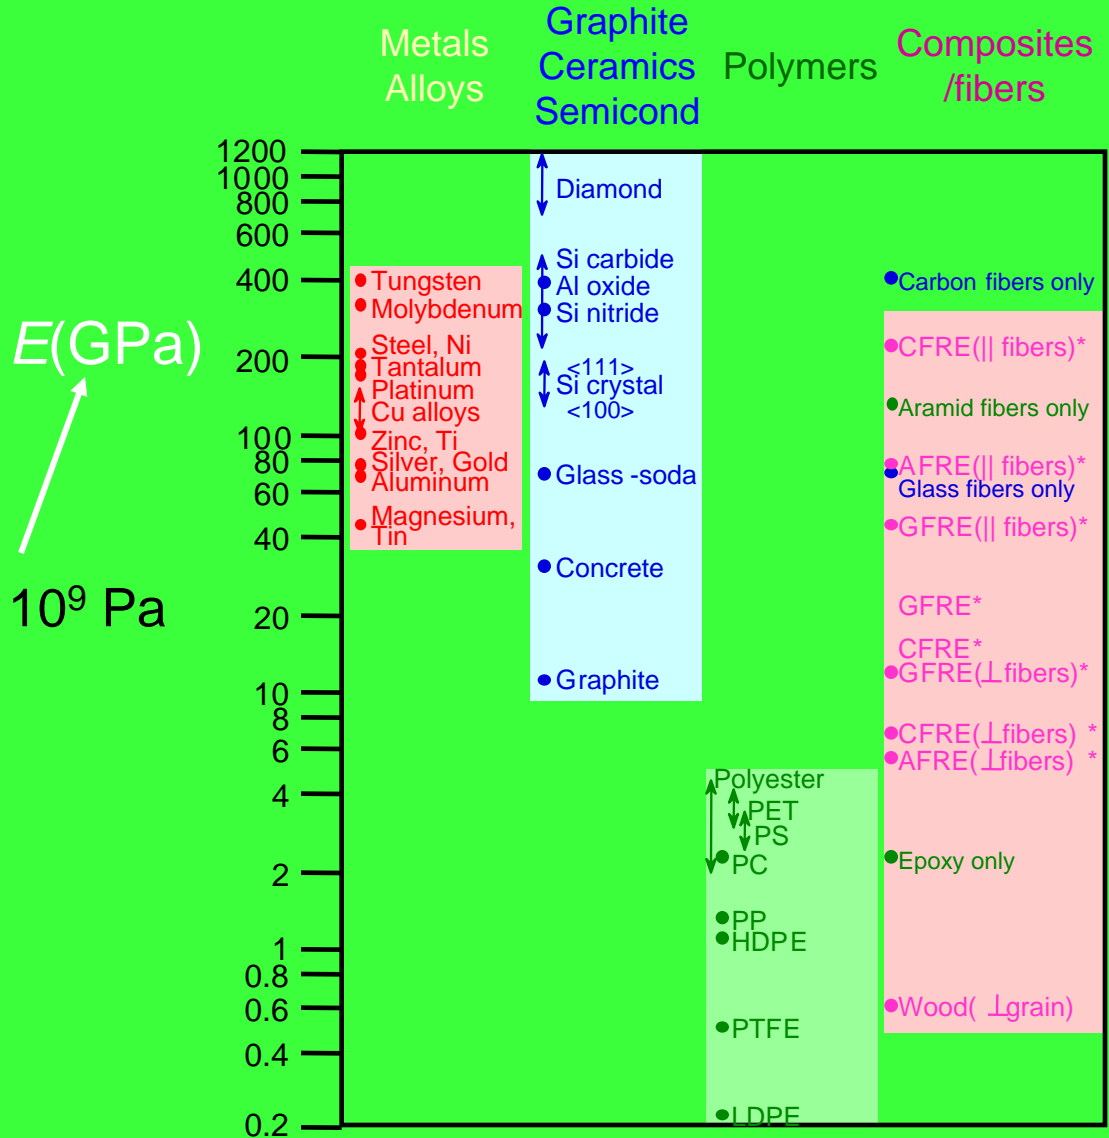 Metals
Alloys
Graphite
Ceramics
Semicond
Polymers
Composites
/fibers
E(GPa)
10⁹ Pa
1200
1000
800
600
400
200
100
80
60
40
20
10
8
6
4
2
1
0.8
0.6
0.4
0.2
Tungsten
Molybdenum
Steel, Ni
Tantalum
Platinum
Cu alloys
Zinc, Ti
Silver, Gold
Aluminum
Magnesium,
Tin
Diamond
Si carbide
Al oxide
Si nitride
<111>
Si crystal
<100>
Glass -soda
Concrete
Graphite
Polyester
PET
PS
PC
PP
HDPE
PTFE
LDPE
Carbon fibers only
CFRE(|| fibers)*
Aramid fibers only
AFRE(|| fibers)*
Glass fibers only
GFRE(|| fibers)*
GFRE*
CFRE*
GFRE(⊥fibers)*
CFRE(⊥fibers) *
AFRE(⊥fibers) *
Epoxy only
Wood( ⊥grain)